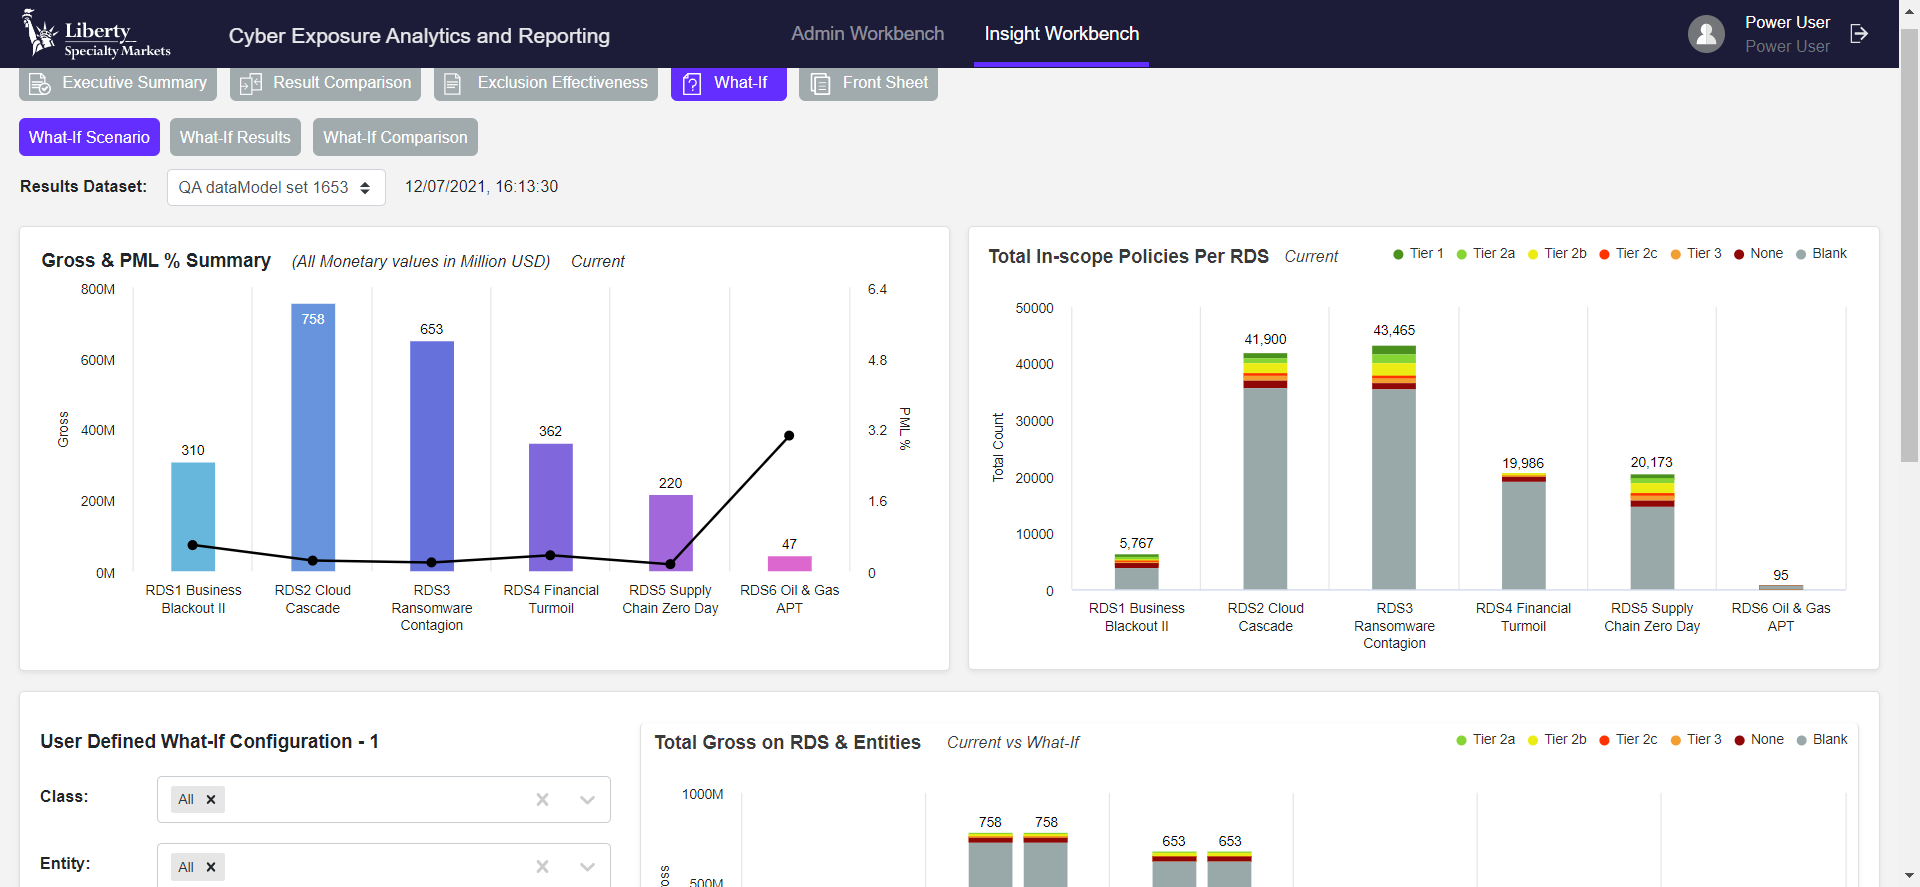 Liberty
Specialty Markets
Cyber Exposure Analytics and Reporting
Admin Workbench
Insight Workbench
Power User
Power User
Executive Summary
Result Comparison
Exclusion Effectiveness
What-If
Front Sheet
What-If Scenario
What-If Results
What-If Comparison
Results Dataset:
QA dataModel set 1653
12/07/2021, 16:13:30
Gross & PML % Summary
(All Monetary values in Million USD)
Current
800M
600M
400M
200M
0M
Gross
310
758
653
362
220
47
6.4
4.8
3.2
1.6
0
PML %
RDS1 Business
Blackout II
RDS2 Cloud
Cascade
RDS3
Ransomware
Contagion
RDS4 Financial
Turmoil
RDS5 Supply
Chain Zero Day
RDS6 Oil & Gas
APT
Total In-scope Policies Per RDS
Current
Tier 1
Tier 2a
Tier 2b
Tier 2c
Tier 3
None
Blank
50000
40000
30000
20000
10000
0
Total Count
5,767
41,900
43,465
19,986
20,173
95
RDS1 Business
Blackout II
RDS2 Cloud
Cascade
RDS3
Ransomware
Contagion
RDS4 Financial
Turmoil
RDS5 Supply
Chain Zero Day
RDS6 Oil & Gas
APT
User Defined What-If Configuration - 1
Class:
All
Entity:
All
Total Gross on RDS & Entities
Current vs What-If
Tier 2a
Tier 2b
Tier 2c
Tier 3
None
Blank
1000M
500M
758
758
653
653